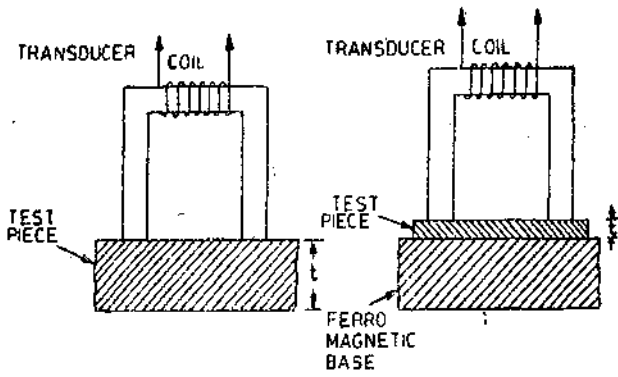 TRANSDUCER COIL
TEST
PIECE
t
TRANSDUCER COIL
TEST
PIECE
t
FERRO
MAGNETIC
BASE